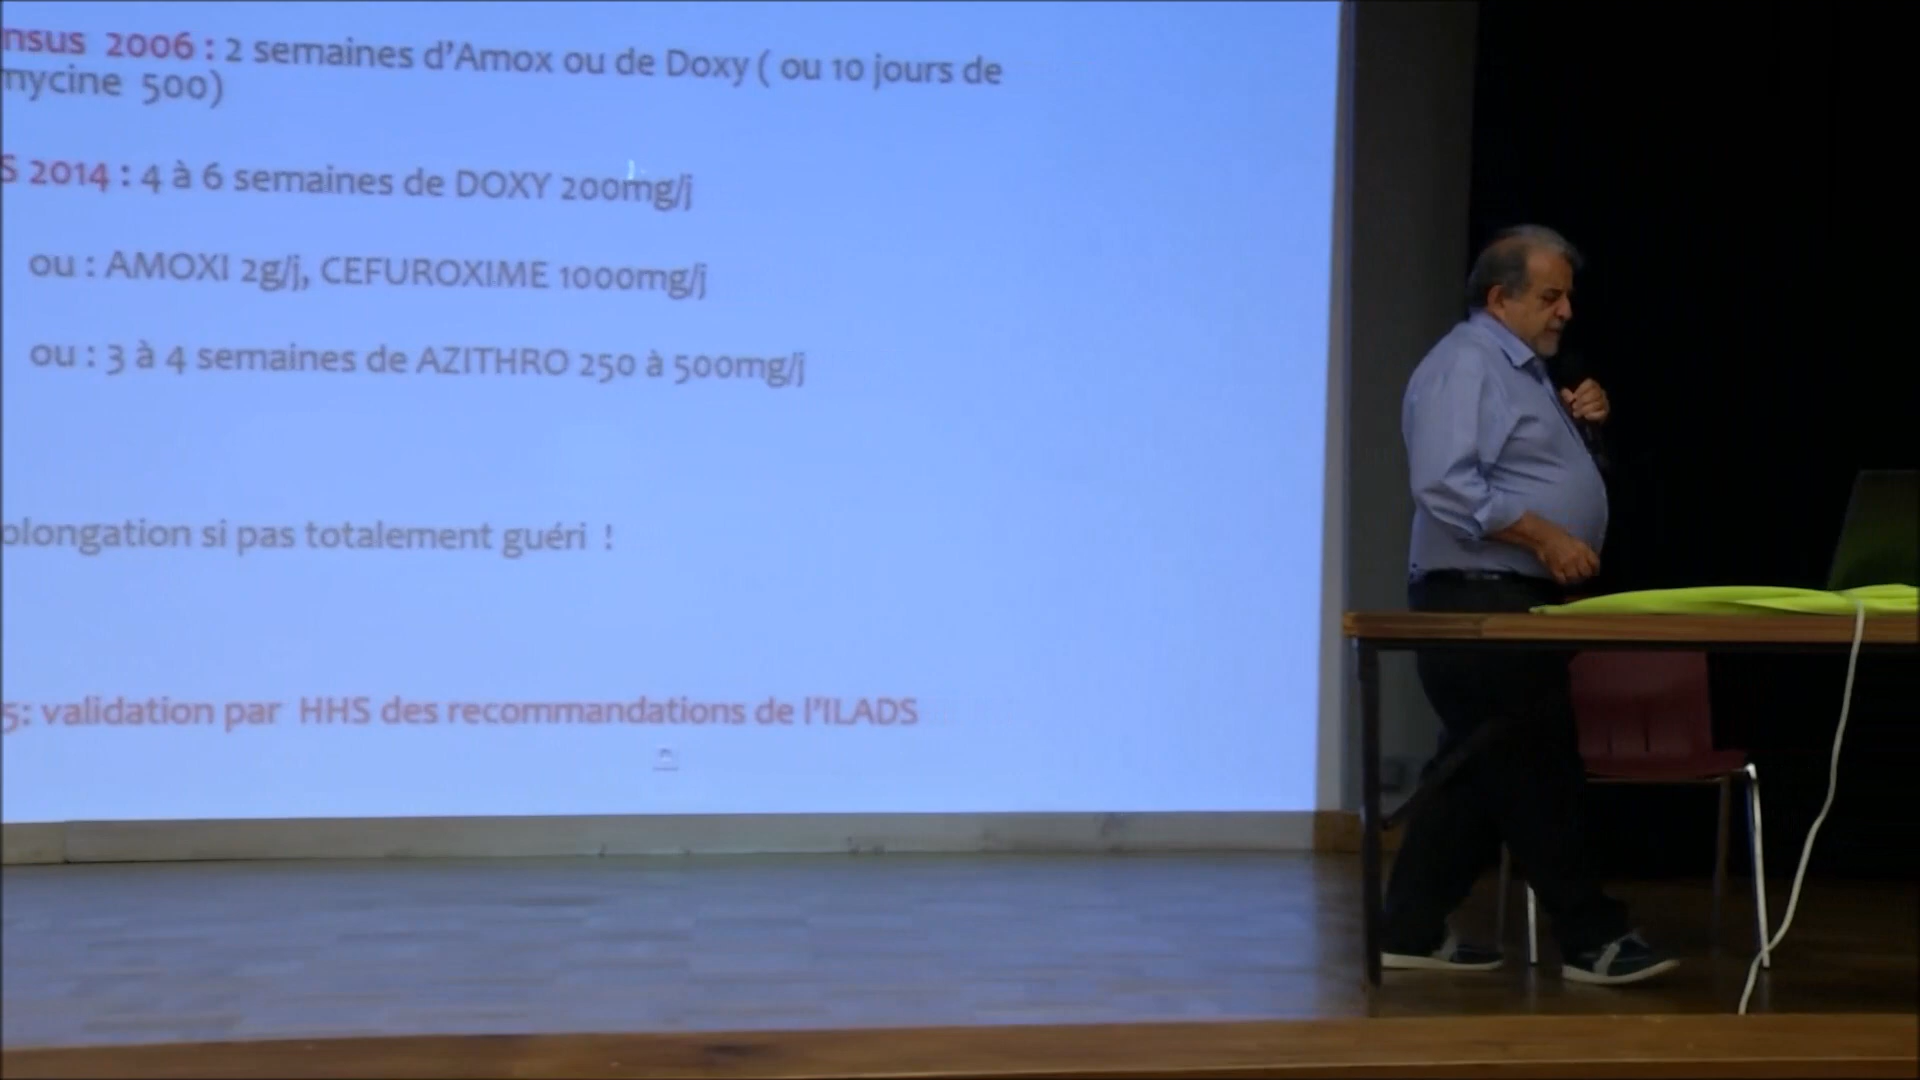 nsus 2006 : 2 semaines d'Amox ou de Doxy ( ou 10 jours de
mycine 500)
S 2014 : 4 à 6 semaines de DOXY 200mg/j
ou : AMOXI 2g/j, CEFUROXIME 1000mg/j
ou : 3 à 4 semaines de AZITHRO 250 à 500mg/j
olongation si pas totalement guéri !
5: validation par HHS des recommandations de l'ILADS